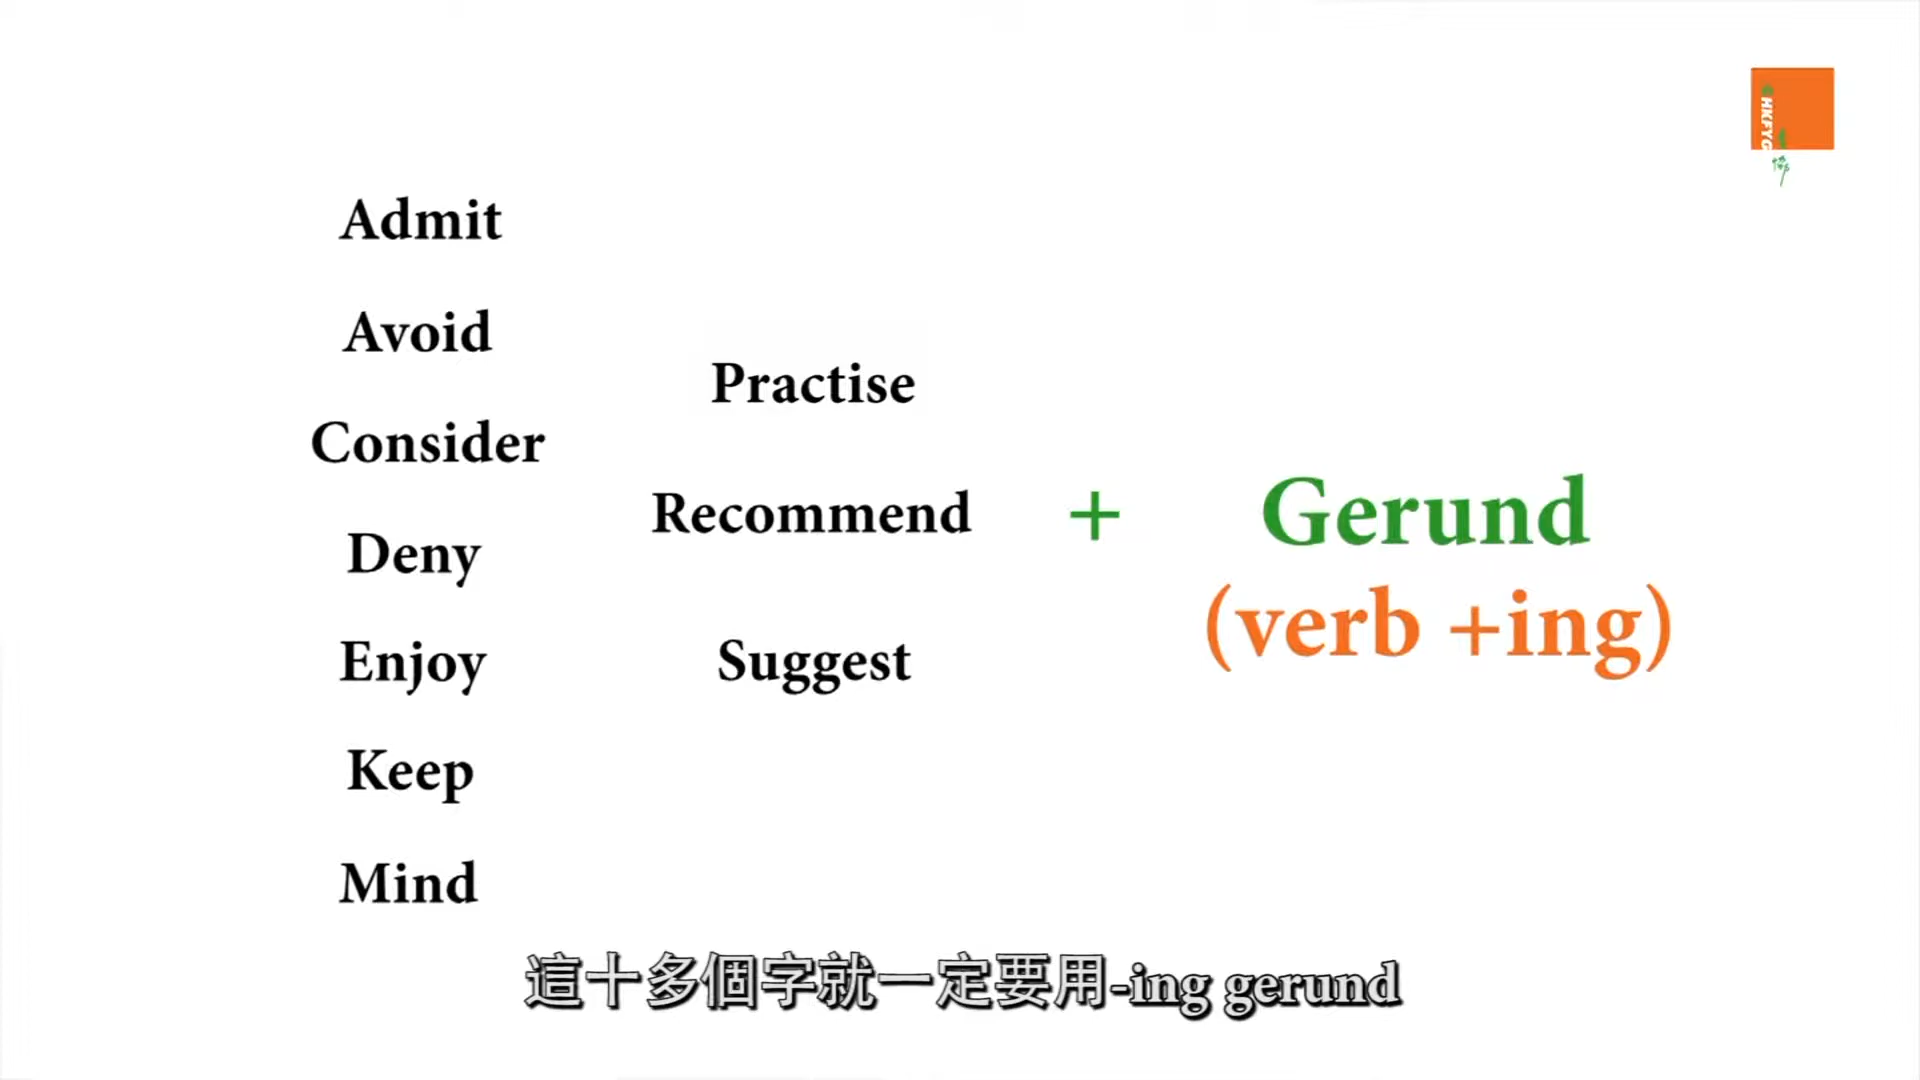 HKFYG
Admit
Avoid
Consider
Deny
Enjoy
Keep
Mind
Practise
Recommend
Suggest
+
Gerund
(verb +ing)
這十多個字就一定要用-ing gerund